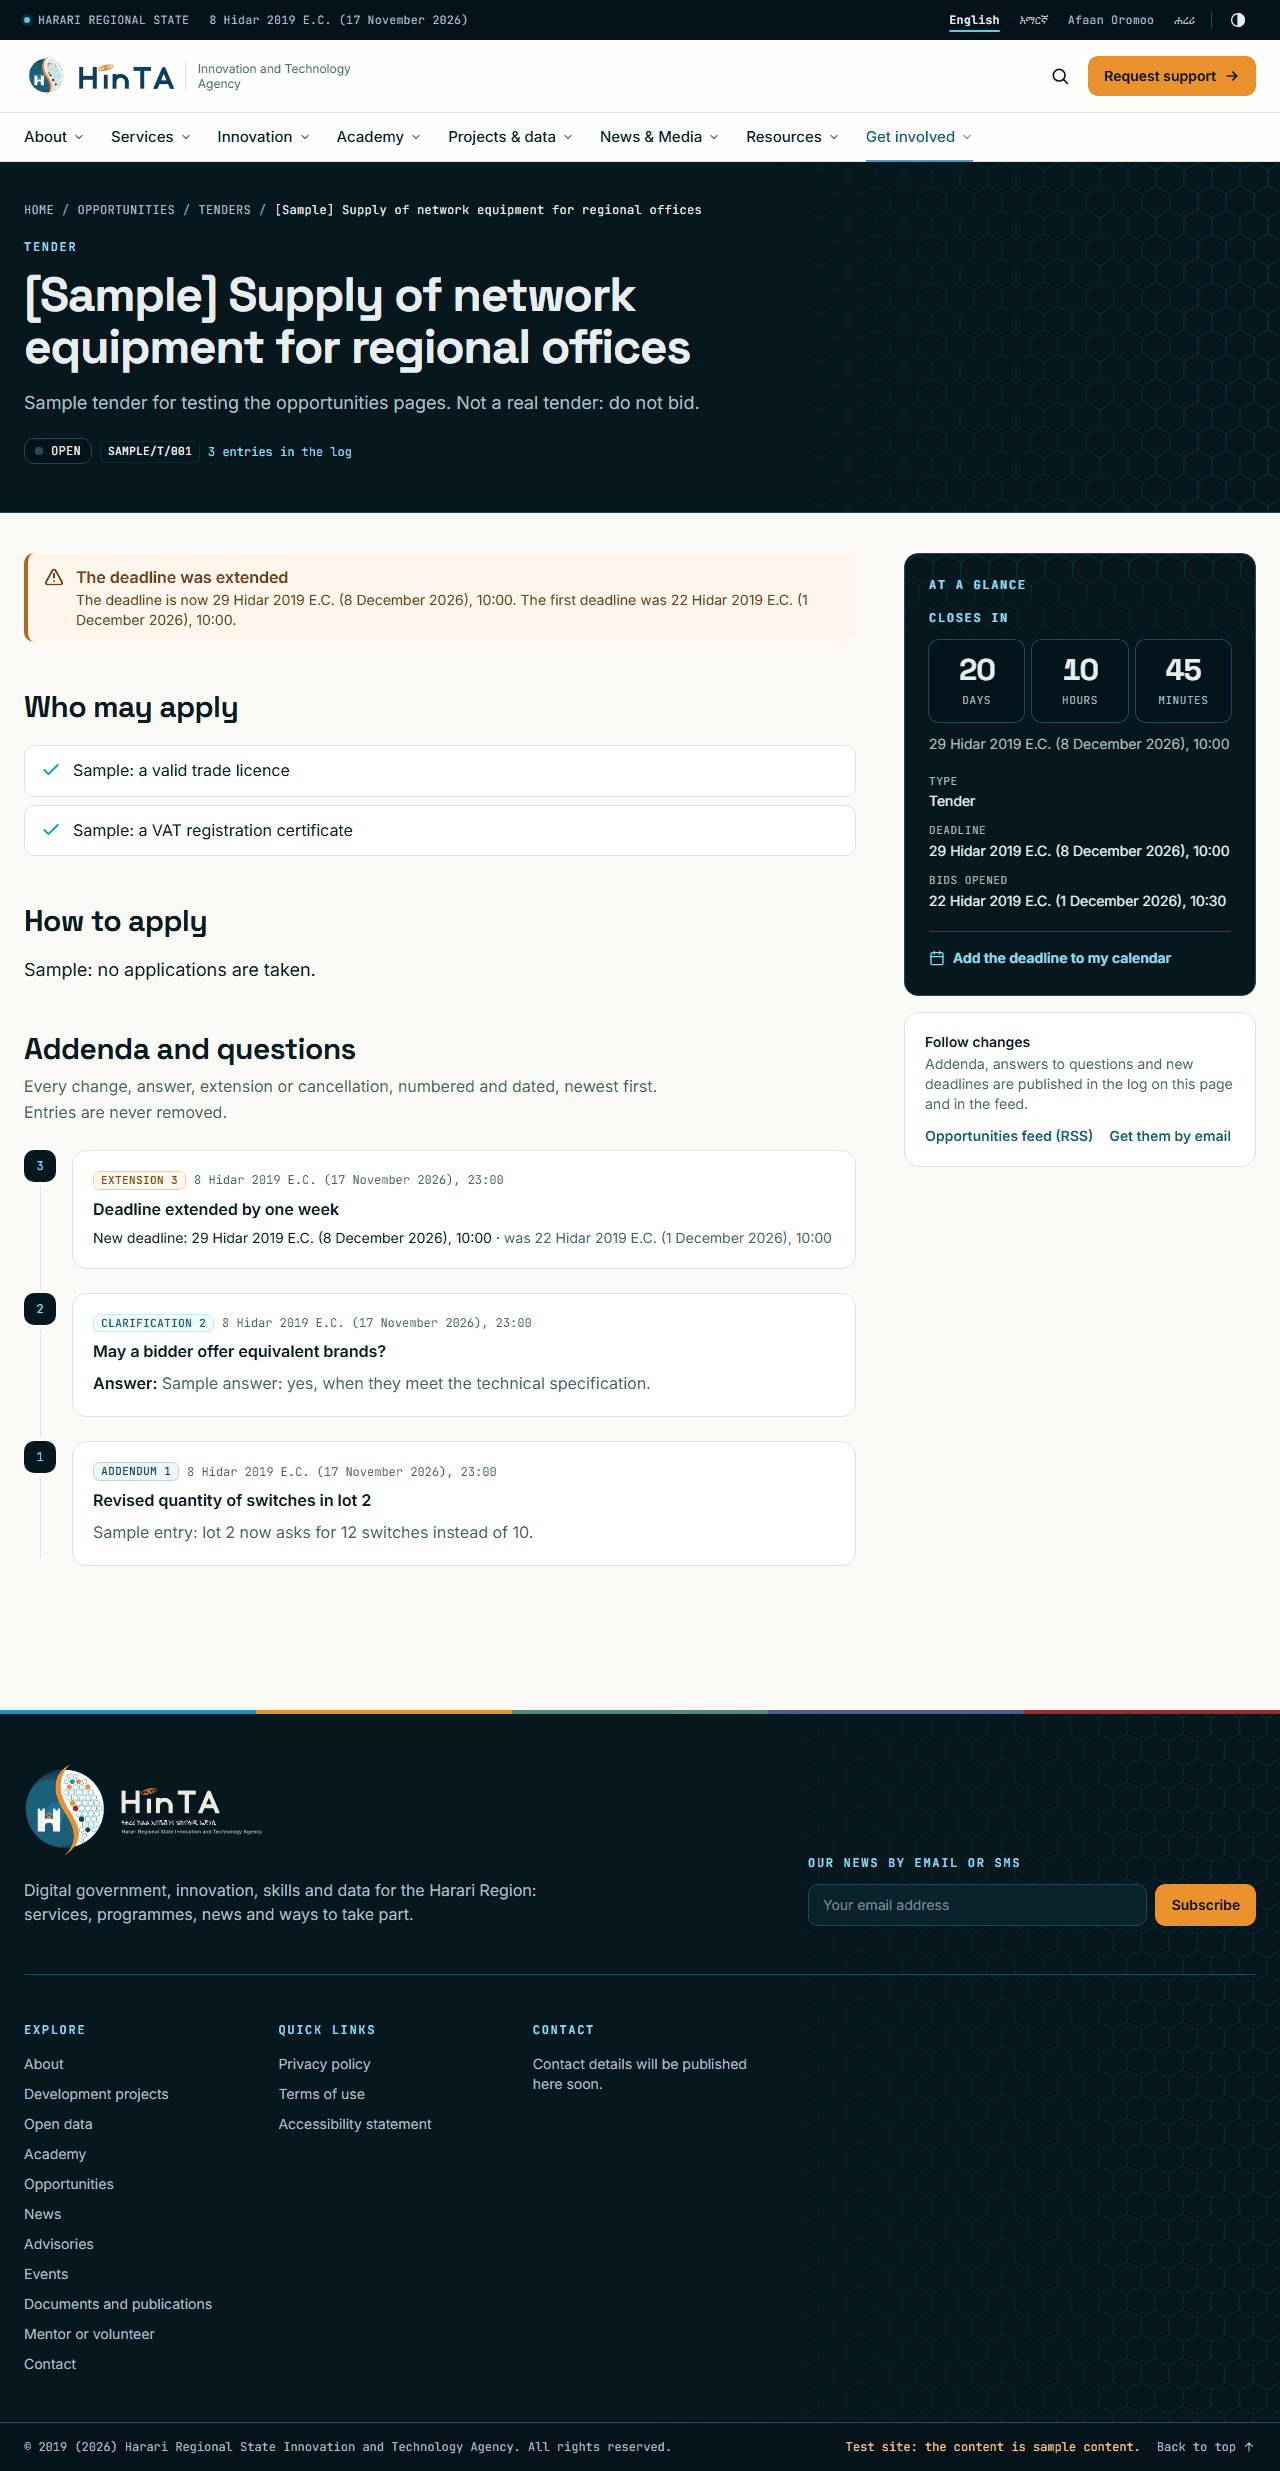 HARARI REGIONAL STATE 8 Hidar 2019 E.C. (17 November 2026)
English አማርኛ Afaan Oromoo ሐረሪ
HinTA Innovation and Technology
Agency
Request support →
About Services Innovation Academy Projects & data News & Media Resources Get involved
HOME / OPPORTUNITIES / TENDERS / [Sample] Supply of network equipment for regional offices
TENDER
[Sample] Supply of network
equipment for regional offices
Sample tender for testing the opportunities pages. Not a real tender: do not bid.
OPEN SAMPLE/T/001 3 entries in the log
The deadline was extended
The deadline is now 29 Hidar 2019 E.C. (8 December 2026), 10:00. The first deadline was 22 Hidar 2019 E.C. (1
December 2026), 10:00.
Who may apply
Sample: a valid trade licence
Sample: a VAT registration certificate
How to apply
Sample: no applications are taken.
Addenda and questions
Every change, answer, extension or cancellation, numbered and dated, newest first.
Entries are never removed.
3
EXTENSION 3 8 Hidar 2019 E.C. (17 November 2026), 23:00
Deadline extended by one week
New deadline: 29 Hidar 2019 E.C. (8 December 2026), 10:00 · was 22 Hidar 2019 E.C. (1 December 2026), 10:00
2
CLARIFICATION 2 8 Hidar 2019 E.C. (17 November 2026), 23:00
May a bidder offer equivalent brands?
Answer: Sample answer: yes, when they meet the technical specification.
1
ADDENDUM 1 8 Hidar 2019 E.C. (17 November 2026), 23:00
Revised quantity of switches in lot 2
Sample entry: lot 2 now asks for 12 switches instead of 10.
AT A GLANCE
CLOSES IN
20 10 45
DAYS HOURS MINUTES
29 Hidar 2019 E.C. (8 December 2026), 10:00
TYPE
Tender
DEADLINE
29 Hidar 2019 E.C. (8 December 2026), 10:00
BIDS OPENED
22 Hidar 2019 E.C. (1 December 2026), 10:30
Add the deadline to my calendar
Follow changes
Addenda, answers to questions and new
deadlines are published in the log on this page
and in the feed.
Opportunities feed (RSS) Get them by email
HinTA
Harari Regional State Innovation and Technology Agency
Digital government, innovation, skills and data for the Harari Region:
services, programmes, news and ways to take part.
OUR NEWS BY EMAIL OR SMS
Your email address Subscribe
EXPLORE
About
Development projects
Open data
Academy
Opportunities
News
Advisories
Events
Documents and publications
Mentor or volunteer
Contact
QUICK LINKS
Privacy policy
Terms of use
Accessibility statement
CONTACT
Contact details will be published
here soon.
© 2019 (2026) Harari Regional State Innovation and Technology Agency. All rights reserved.
Test site: the content is sample content. Back to top ↑